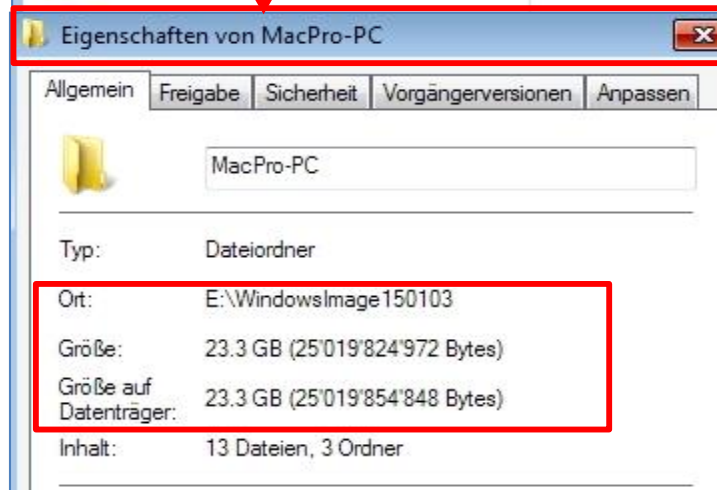 Eigenschaften von MacPro-PC
Allgemein Freigabe Sicherheit Vorgängerversionen Anpassen
MacPro-PC
Typ: Dateiordner
Ort: E:\WindowsImage150103
Größe: 23.3 GB (25'019'824'972 Bytes)
Größe auf
Datenträger: 23.3 GB (25'019'854'848 Bytes)
Inhalt: 13 Dateien, 3 Ordner